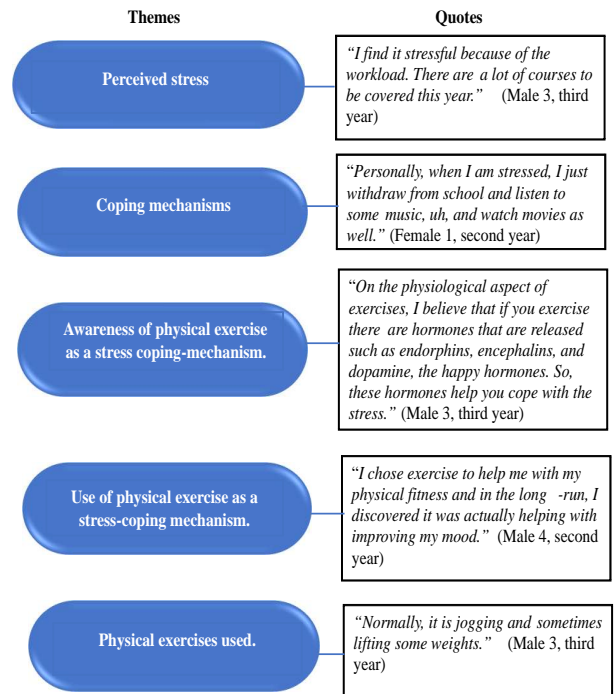 Themes
Quotes
Perceived stress
“I find it stressful because of the
workload. There are a lot of courses to
be covered this year.” (Male 3, third
year)
Coping mechanisms
“Personally, when I am stressed, I just
withdraw from school and listen to
some music, uh, and watch movies as
well.” (Female 1, second year)
Awareness of physical exercise
as a stress coping-mechanism.
“On the physiological aspect of
exercises, I believe that if you exercise
there are hormones that are released
such as endorphins, encephalins, and
dopamine, the happy hormones. So,
these hormones help you cope with the
stress.” (Male 3, third year)
Use of physical exercise as a
stress-coping mechanism.
“I chose exercise to help me with my
physical fitness and in the long -run, I
discovered it was actually helping with
improving my mood.” (Male 4, second
year)
Physical exercises used.
“Normally, it is jogging and sometimes
lifting some weights.” (Male 3, third
year)